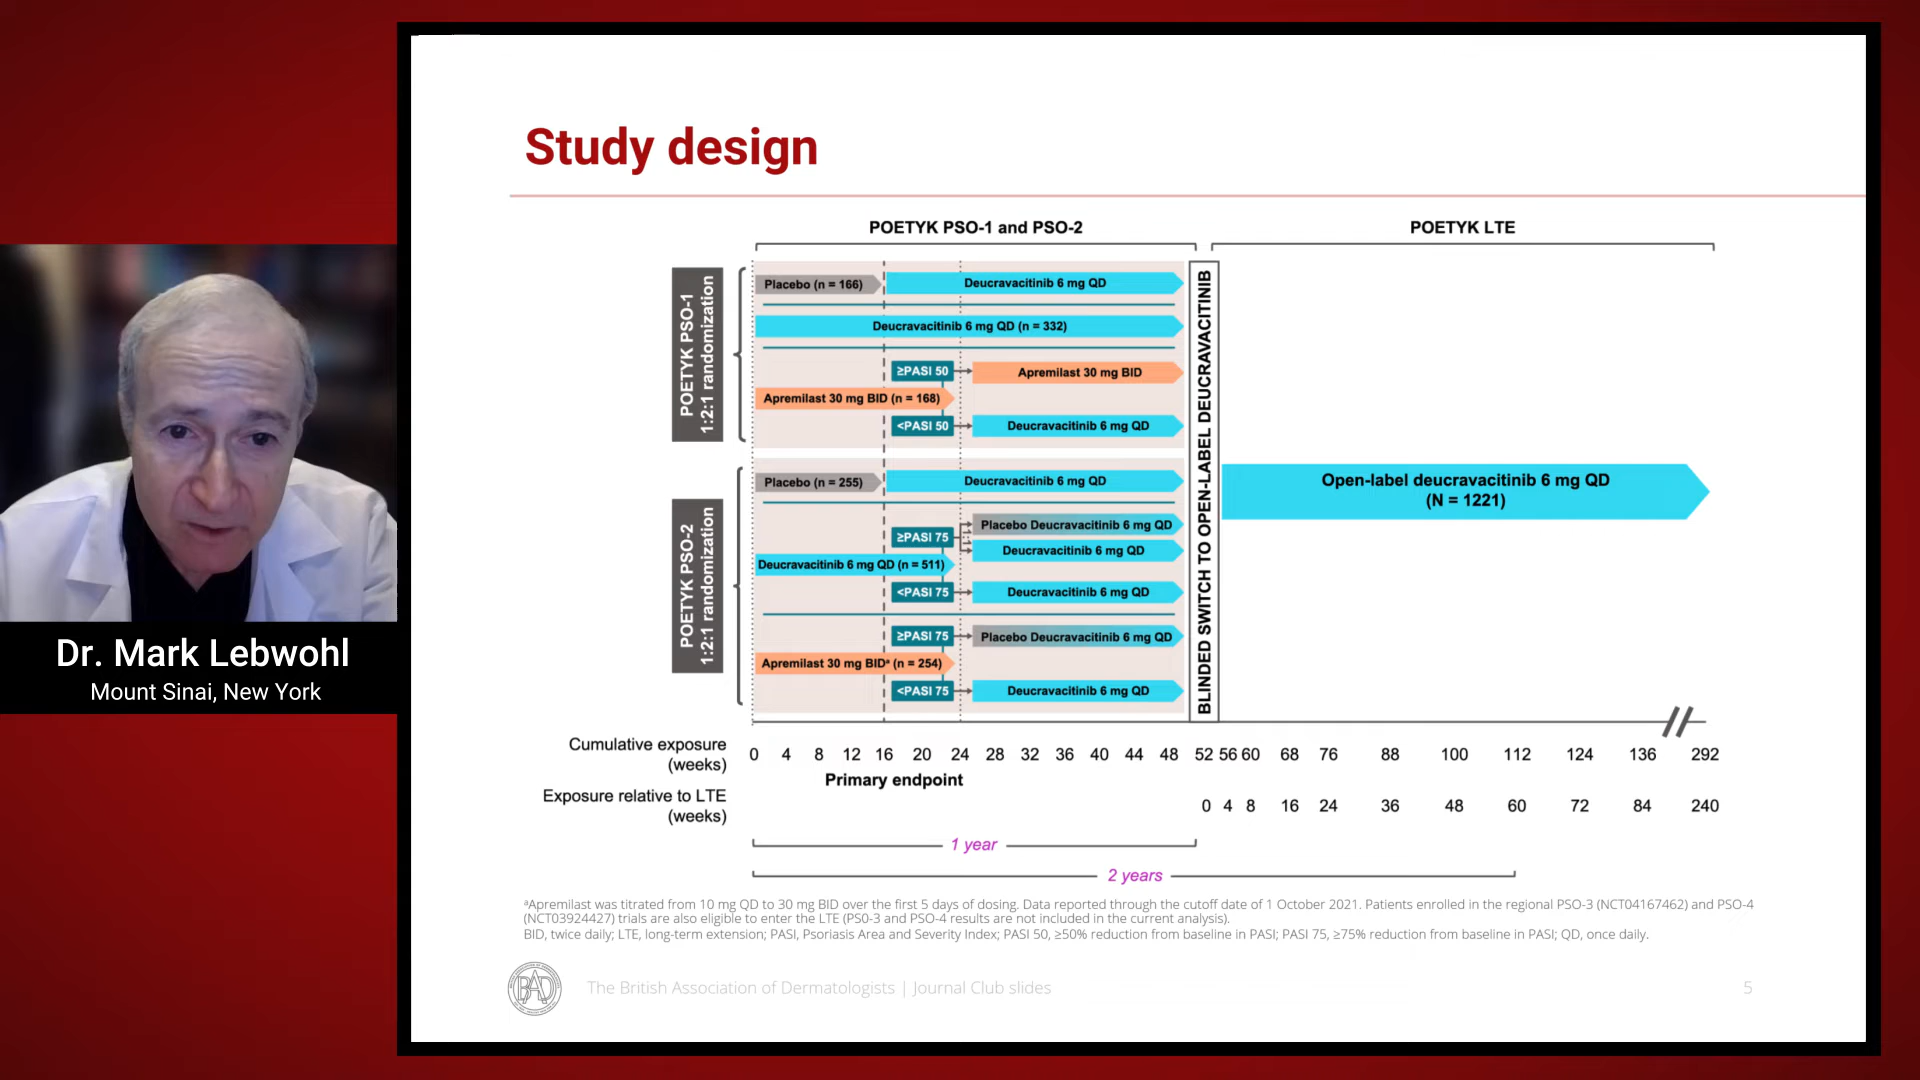 Study design
POETYK PSO-1 and PSO-2
POETYK LTE
POETYK PSO-1
1:2:1 randomization
Placebo (n = 166)
Deucravacitinib 6 mg QD
Deucravacitinib 6 mg QD (n = 332)
≥PASI 50
Apremilast 30 mg BID
Apremilast 30 mg BID (n = 168)
<PASI 50
Deucravacitinib 6 mg QD
POETYK PSO-2
1:2:1 randomization
Placebo (n = 255)
Deucravacitinib 6 mg QD
≥PASI 75
Placebo Deucravacitinib 6 mg QD
Deucravacitinib 6 mg QD
Deucravacitinib 6 mg QD (n = 511)
<PASI 75
Deucravacitinib 6 mg QD
≥PASI 75
Placebo Deucravacitinib 6 mg QD
Apremilast 30 mg BIDᵃ (n = 254)
<PASI 75
Deucravacitinib 6 mg QD
BLINDED SWITCH TO OPEN-LABEL DEUCRAVACITINIB
Open-label deucravacitinib 6 mg QD
(N = 1221)
Cumulative exposure
(weeks)
0 4 8 12 16 20 24 28 32 36 40 44 48 52 56 60 68 76 88 100 112 124 136 292
Primary endpoint
Exposure relative to LTE
(weeks)
0 4 8 16 24 36 48 60 72 84 240
1 year
2 years
ᵃApremilast was titrated from 10 mg QD to 30 mg BID over the first 5 days of dosing. Data reported through the cutoff date of 1 October 2021. Patients enrolled in the regional PSO-3 (NCT04167462) and PSO-4
(NCT03924427) trials are also eligible to enter the LTE (PS0-3 and PSO-4 results are not included in the current analysis).
BID, twice daily; LTE, long-term extension; PASI, Psoriasis Area and Severity Index; PASI 50, ≥50% reduction from baseline in PASI; PASI 75, ≥75% reduction from baseline in PASI; QD, once daily.
BAD
The British Association of Dermatologists | Journal Club slides
5
Dr. Mark Lebwohl
Mount Sinai, New York